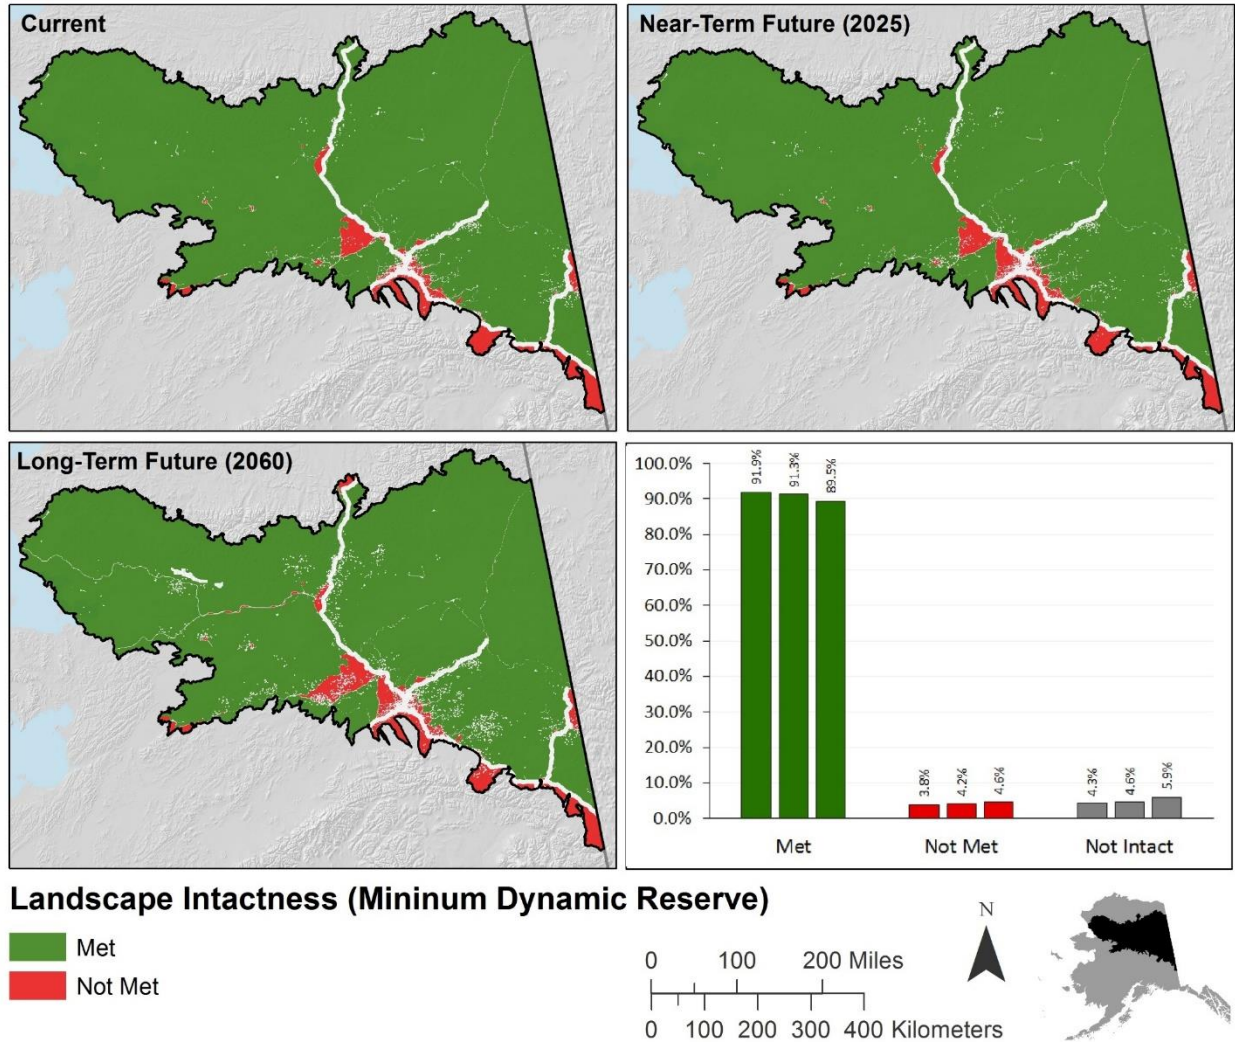 Current
Near-Term Future (2025)
Long-Term Future (2060)
100.0%
90.0%
80.0%
70.0%
60.0%
50.0%
40.0%
30.0%
20.0%
10.0%
0.0%
91.9%
91.3%
89.5%
3.8%
4.2%
4.6%
4.3%
4.6%
5.9%
Met
Not Met
Not Intact
Landscape Intactness (Mininum Dynamic Reserve)
Met
Not Met
0 100 200 Miles
0 100 200 300 400 Kilometers
N